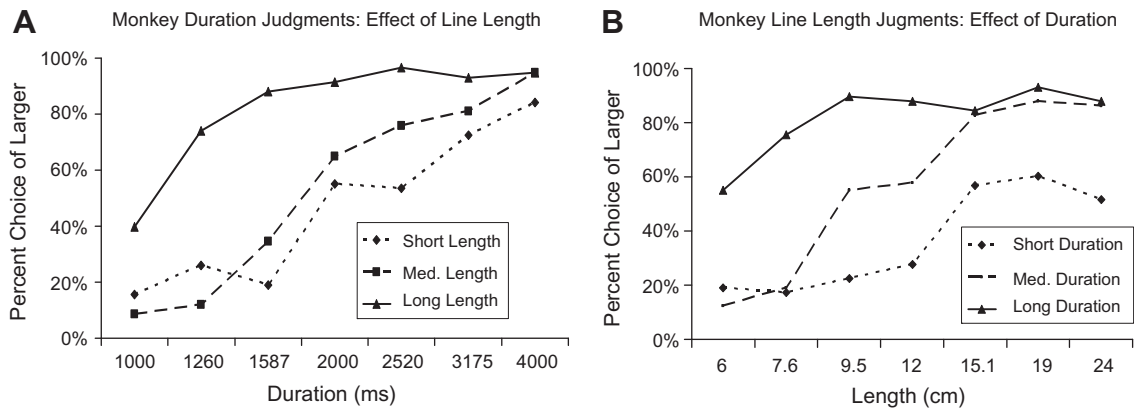 A
Monkey Duration Judgments: Effect of Line Length
Percent Choice of Larger
100%
80%
60%
40%
20%
0%
Short Length
Med. Length
Long Length
1000 1260 1587 2000 2520 3175 4000
Duration (ms)
B
Monkey Line Length Jugments: Effect of Duration
Percent Choice of Larger
100%
80%
60%
40%
20%
0%
Short Duration
Med. Duration
Long Duration
6 7.6 9.5 12 15.1 19 24
Length (cm)